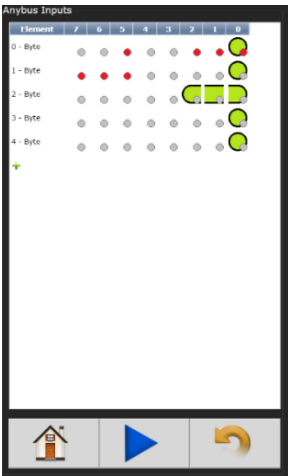 Anybus Inputs
Element 7 6 5 4 3 2 1 0
0 - Byte
1 - Byte
2 - Byte
3 - Byte
4 - Byte